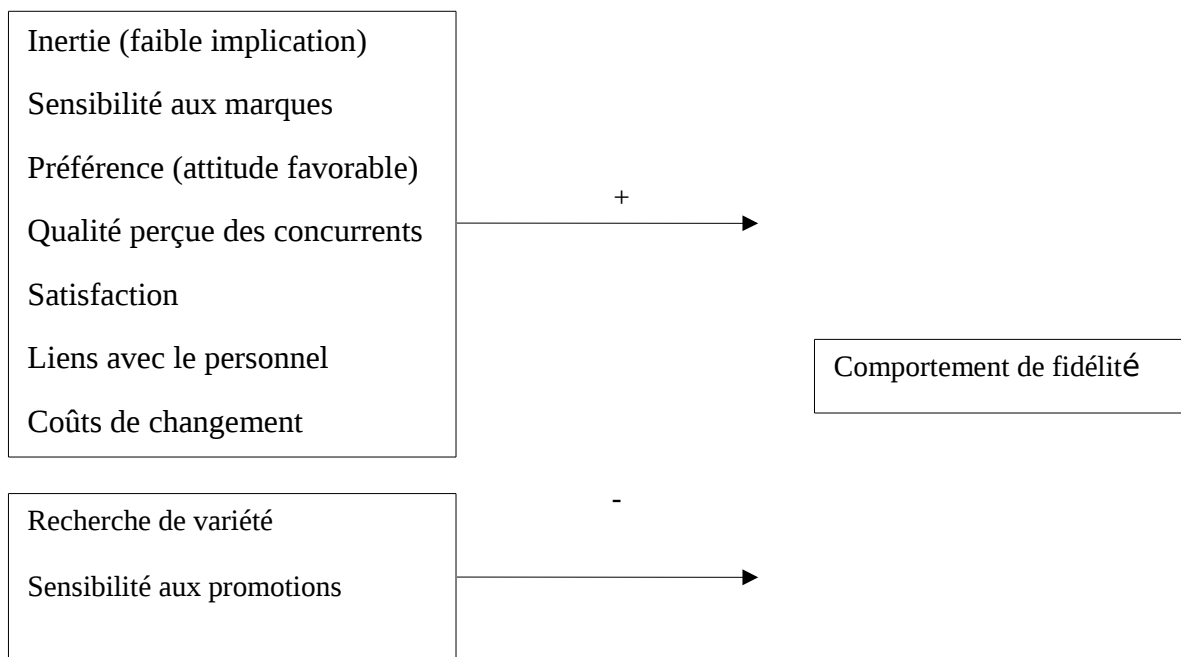 Inertie (faible implication)
Sensibilité aux marques
Préférence (attitude favorable)
Qualité perçue des concurrents
Satisfaction
Liens avec le personnel
Coûts de changement
+
Comportement de fidélité
-
Recherche de variété
Sensibilité aux promotions